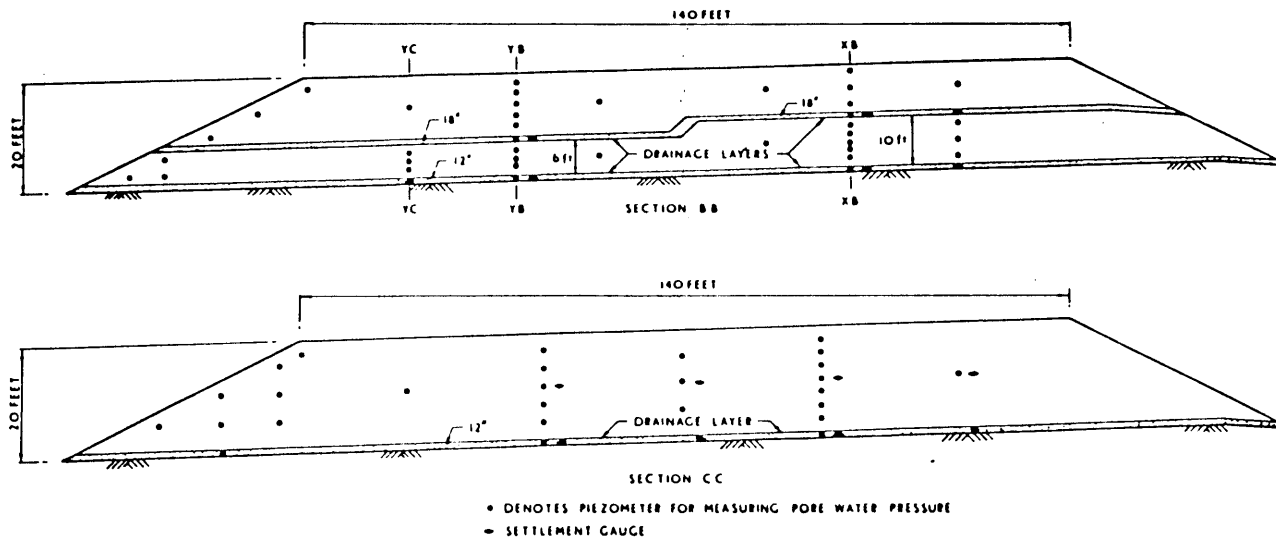 140 FEET
YC
YB
XB
20 FEET
18"
18"
12"
6 ft
DRAINAGE LAYERS
10 ft
YC
YB
XB
SECTION BB
140 FEET
20 FEET
12"
DRAINAGE LAYER
SECTION CC
• DENOTES PIEZOMETER FOR MEASURING PORE WATER PRESSURE
SETTLEMENT GAUGE